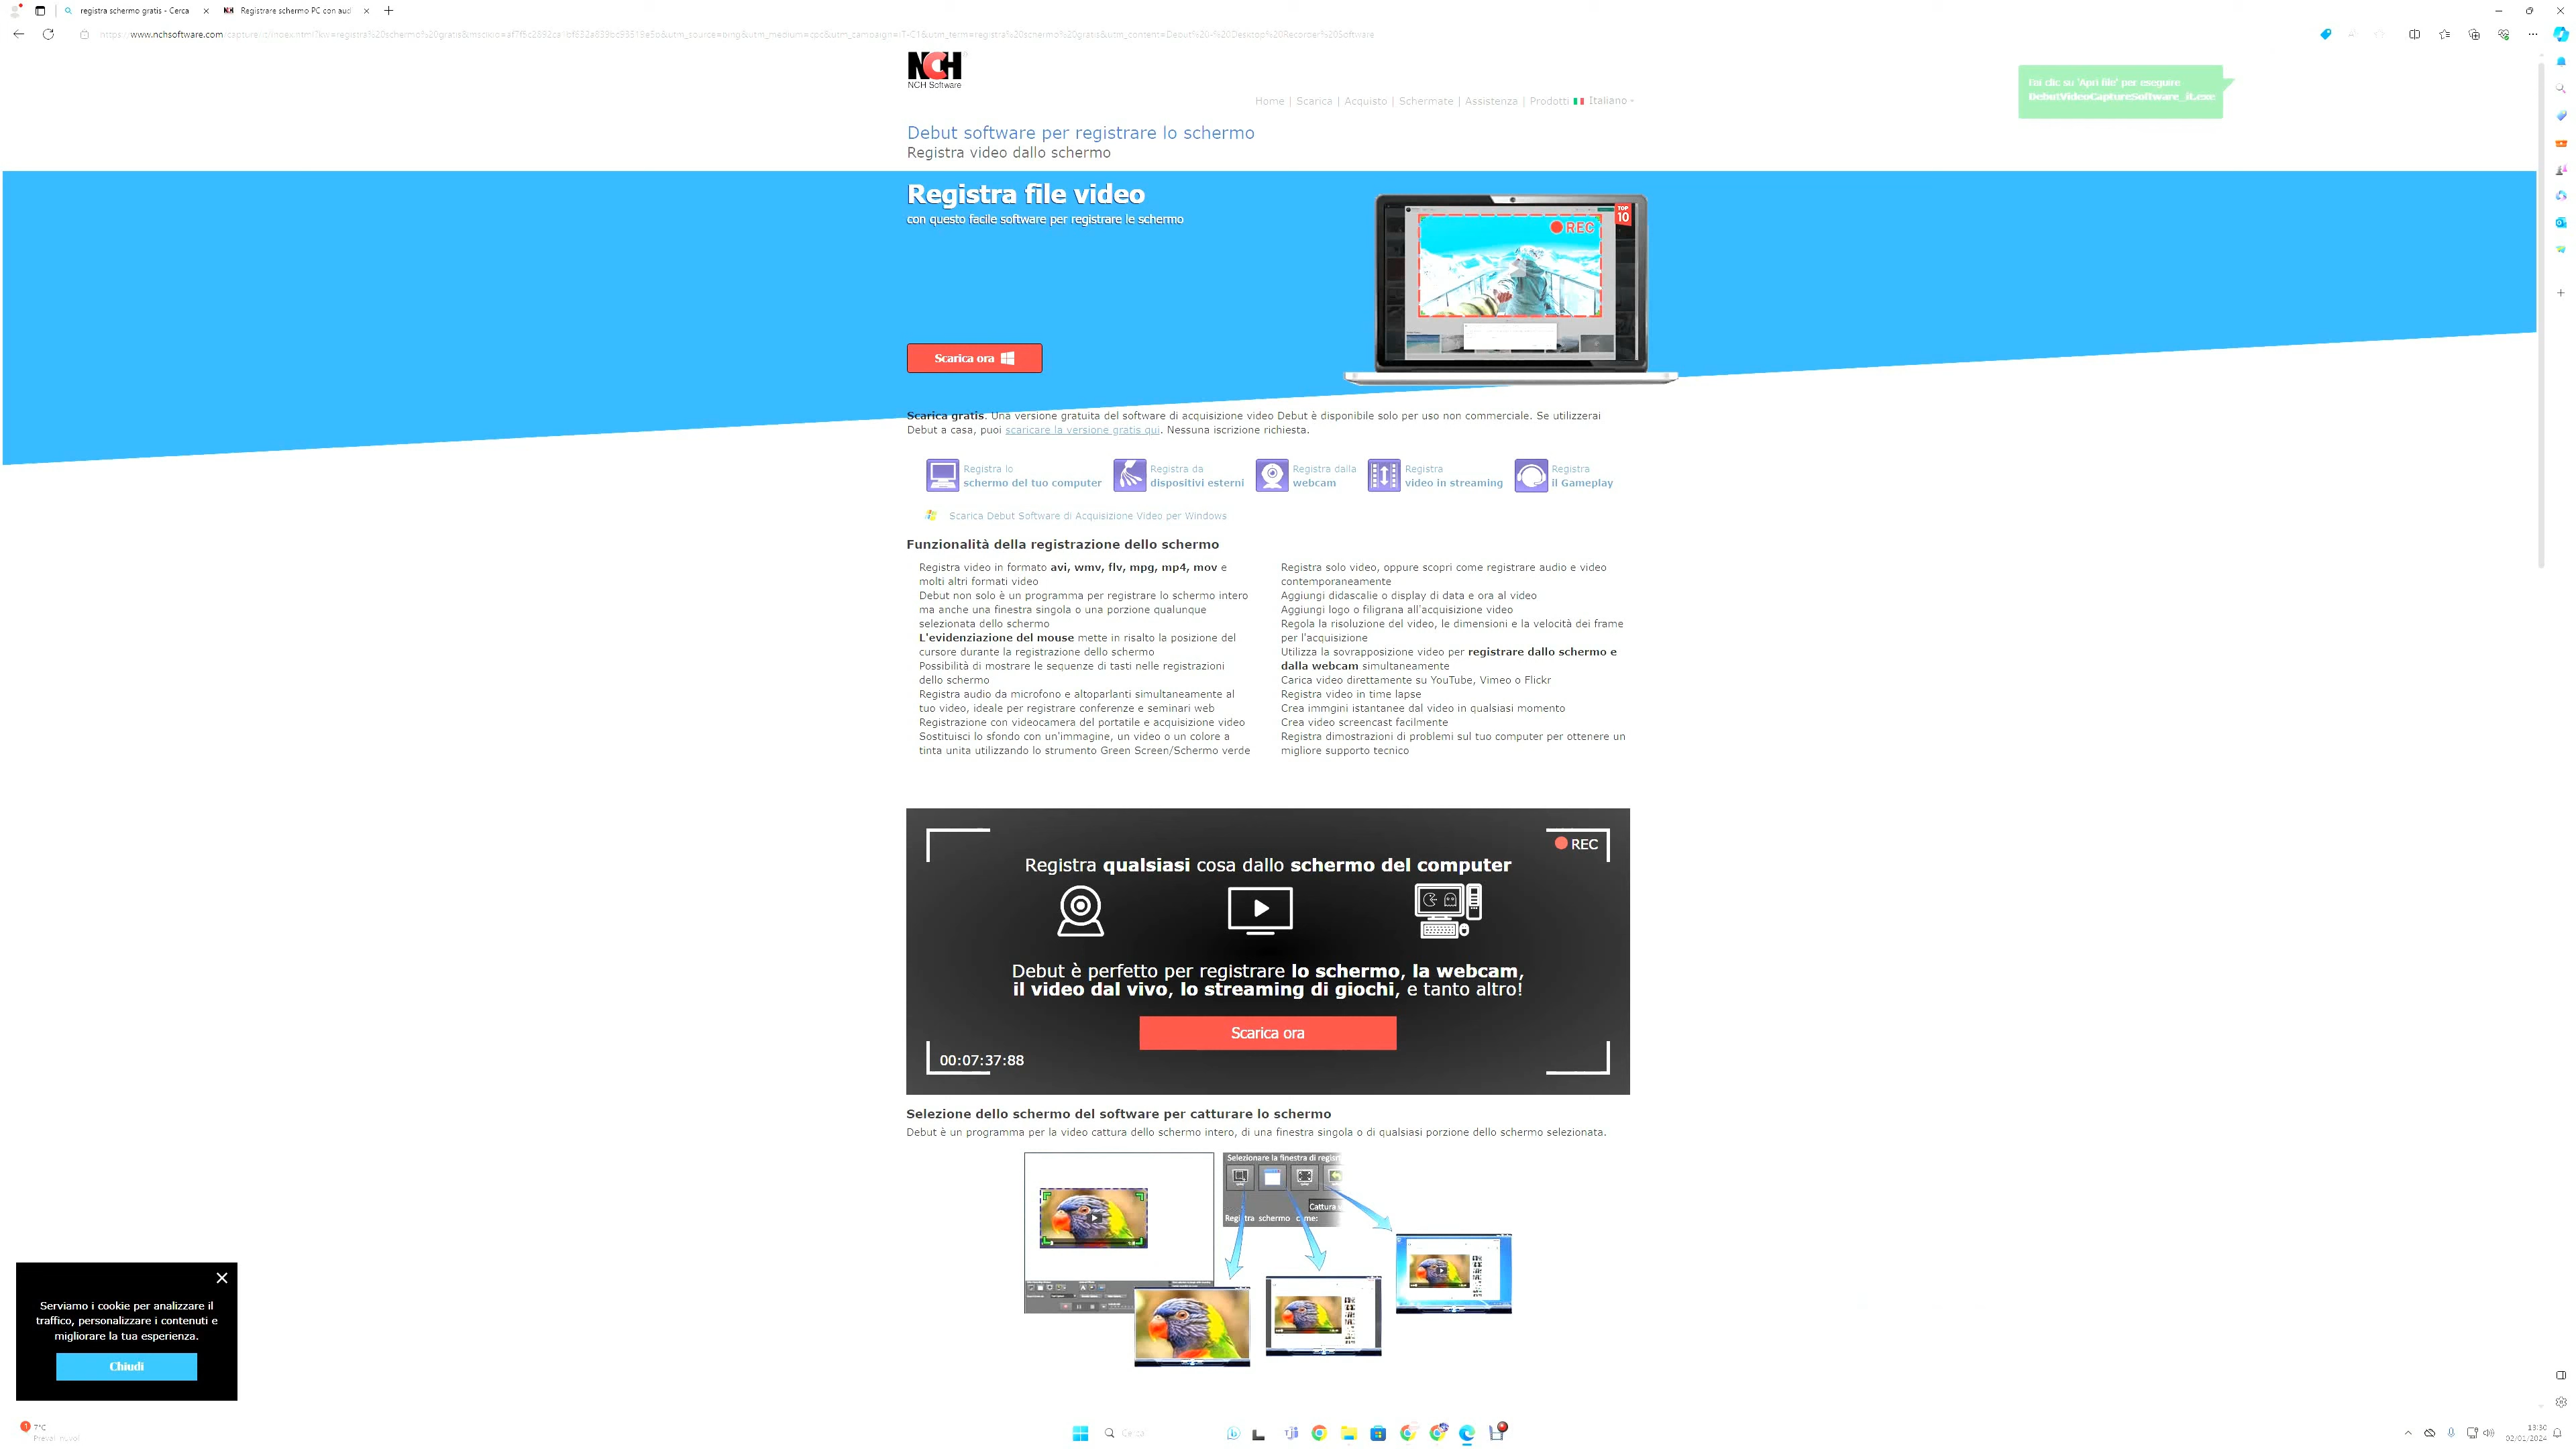 registra schermo gratis - Cerca
Registrare schermo PC con aud
NCH
NCH Software
Home | Scarica | Acquisto | Schermate | Assistenza | Prodotti Italiano
Fai clic su 'Apri file' per eseguire
DebutVideoCaptureSoftware_it.exe
Debut software per registrare lo schermo
Registra video dallo schermo
Registra file video
con questo facile software per registrare le schermo
TOP
10
REC
Scarica ora
Scarica gratis. Una versione gratuita del software di acquisizione video Debut è disponibile solo per uso non commerciale. Se utilizzerai
Debut a casa, puoi scaricare la versione gratis qui. Nessuna iscrizione richiesta.
Registra lo
schermo del tuo computer
Registra da
dispositivi esterni
Registra dalla
webcam
Registra
video in streaming
Registra
il Gameplay
Scarica Debut Software di Acquisizione Video per Windows
Funzionalità della registrazione dello schermo
Registra video in formato avi, wmv, flv, mpg, mp4, mov e
molti altri formati video
Debut non solo è un programma per registrare lo schermo intero
ma anche una finestra singola o una porzione qualunque
selezionata dello schermo
L'evidenziazione del mouse mette in risalto la posizione del
cursore durante la registrazione dello schermo
Possibilità di mostrare le sequenze di tasti nelle registrazioni
dello schermo
Registra audio da microfono e altoparlanti simultaneamente al
tuo video, ideale per registrare conferenze e seminari web
Registrazione con videocamera del portatile e acquisizione video
Sostituisci lo sfondo con un'immagine, un video o un colore a
tinta unita utilizzando lo strumento Green Screen/Schermo verde
Registra solo video, oppure scopri come registrare audio e video
contemporaneamente
Aggiungi didascalie o display di data e ora al video
Aggiungi logo o filigrana all'acquisizione video
Regola la risoluzione del video, le dimensioni e la velocità dei frame
per l'acquisizione
Utilizza la sovrapposizione video per registrare dallo schermo e
dalla webcam simultaneamente
Carica video direttamente su YouTube, Vimeo o Flickr
Registra video in time lapse
Crea immgini istantanee dal video in qualsiasi momento
Crea video screencast facilmente
Registra dimostrazioni di problemi sul tuo computer per ottenere un
migliore supporto tecnico
REC
Registra qualsiasi cosa dallo schermo del computer
Debut è perfetto per registrare lo schermo, la webcam,
il video dal vivo, lo streaming di giochi, e tanto altro!
Scarica ora
00:07:37:88
Selezione dello schermo del software per catturare lo schermo
Debut è un programma per la video cattura dello schermo intero, di una finestra singola o di qualsiasi porzione dello schermo selezionata.
Selezionare la finestra di regist
Cattura
Serviamo i cookie per analizzare il
traffico, personalizzare i contenuti e
migliorare la tua esperienza.
Chiudi
1
7°C
Cerca
13:30
02/01/2024